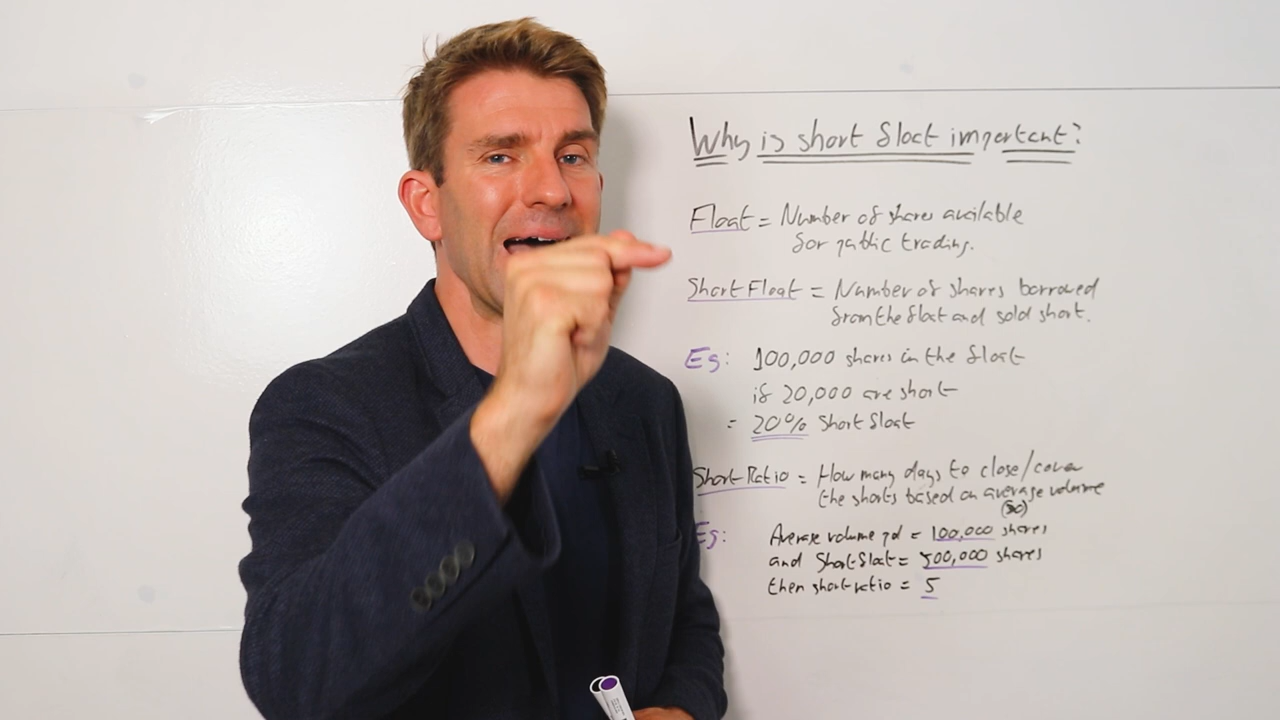 Why is short float important?
Float = Number of shares available
for public trading.
Short Float = Number of shares borrowed
from the float and sold short.
Eg: 100,000 shares in the float
if 20,000 are short
= 20% Short float
Short Ratio = How many days to close/cover
the shorts based on average volume
(30)
Eg: Average volume pd = 100,000 shares
and Short float = 500,000 shares
then short ratio = 5